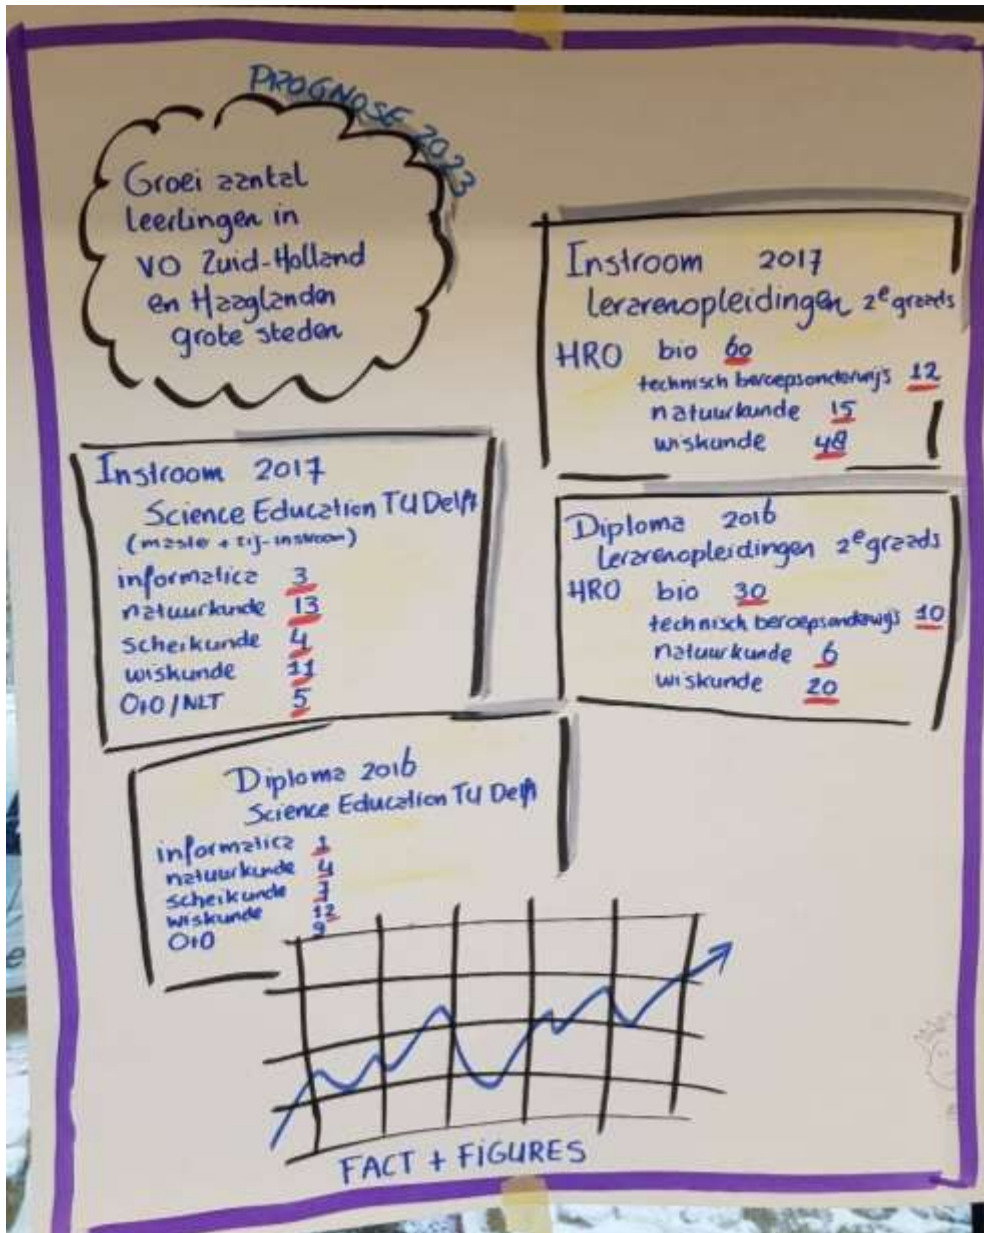 PROGNOSE 2023
Groei aantal
leerlingen in
VO Zuid-Holland
en Haaglanden
grote steden
Instroom 2017
lerarenopleidingen 2e graads
HRO bio 60
technisch beroepsonderwijs 12
natuurkunde 15
wiskunde 48
Instroom 2017
Science Education TU Delft
(master + zij-instroom)
informatica 3
natuurkunde 13
scheikunde 4
wiskunde 11
O+O/NLT 5
Diploma 2016
Lerarenopleidingen 2e graads
HRO bio 30
technisch beroepsonderwijs 10
natuurkunde 6
wiskunde 20
Diploma 2016
Science Education TU Delft
informatica 1
natuurkunde 4
scheikunde 7
wiskunde 12
O+O 9
FACT + FIGURES